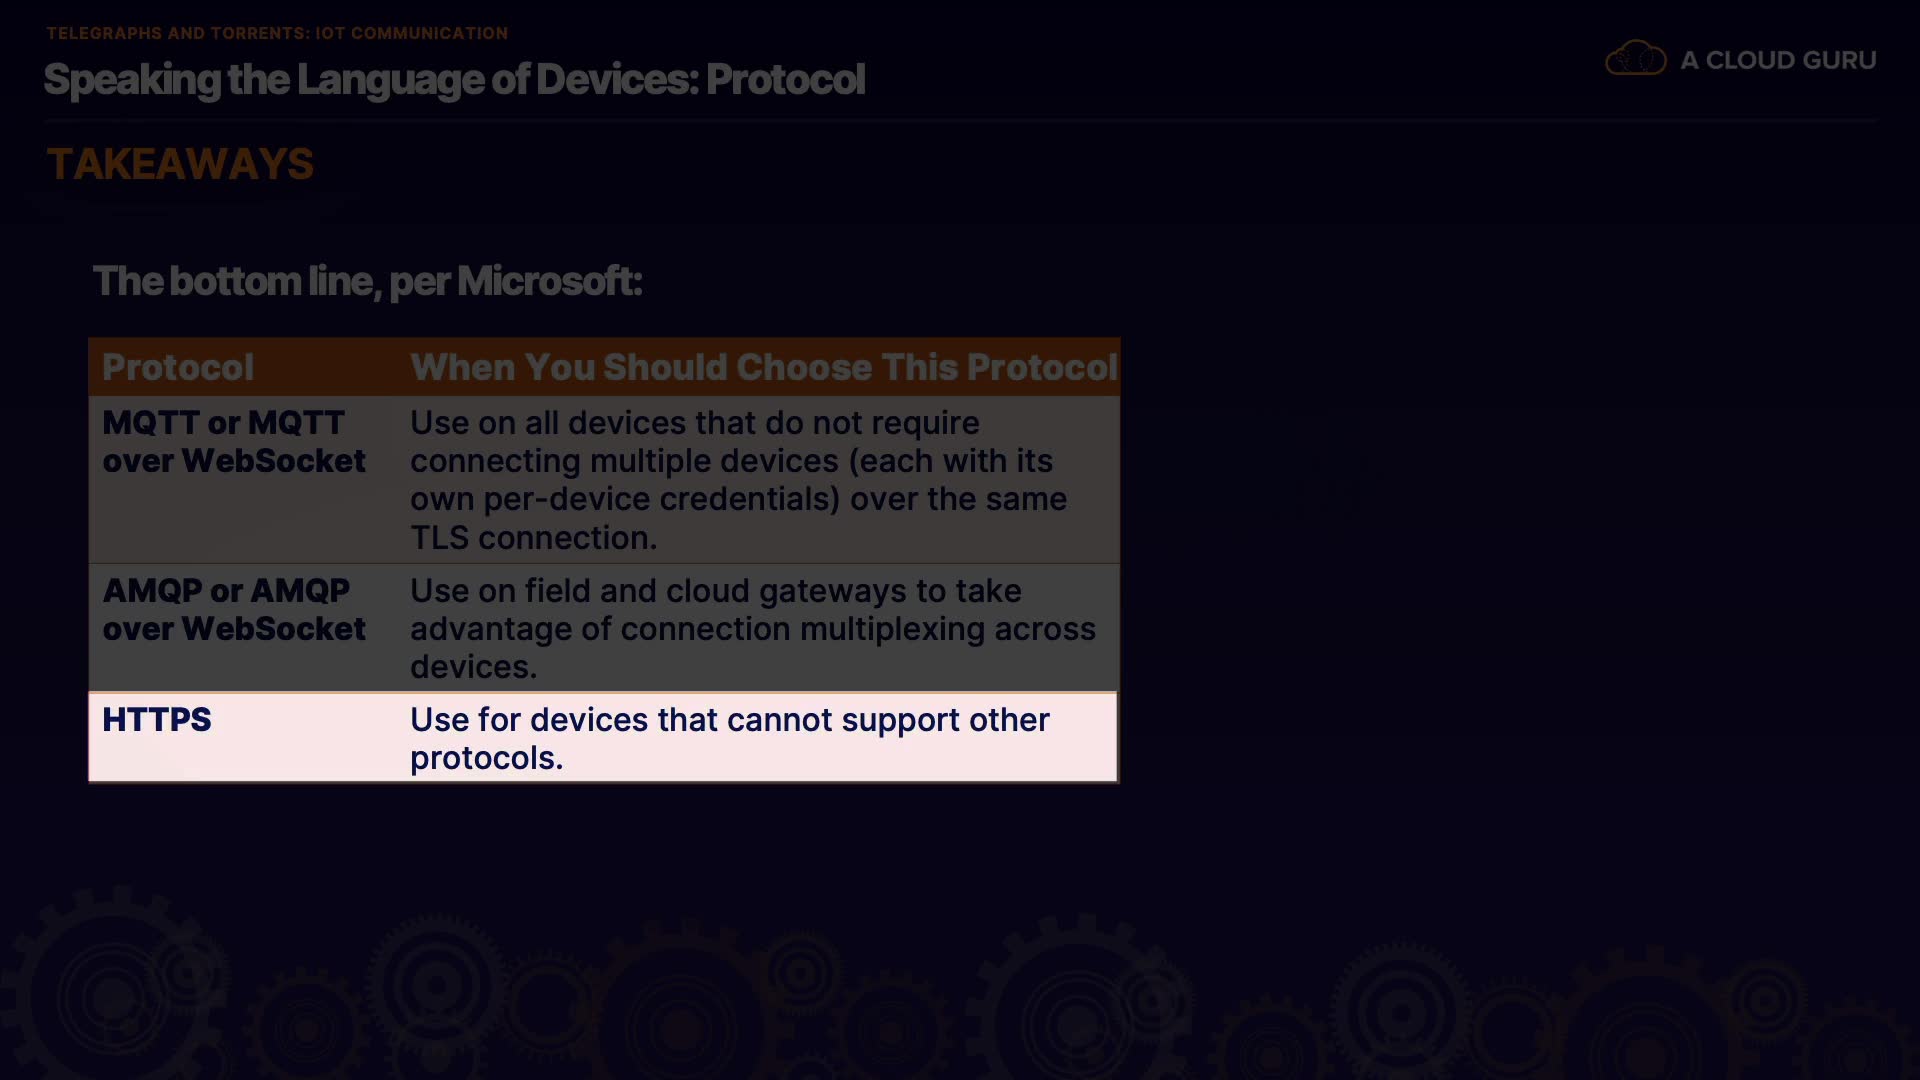 TELEGRAPHS AND TORRENTS: IOT COMMUNICATION
Speaking the Language of Devices: Protocol
A CLOUD GURU
TAKEAWAYS
The bottom line, per Microsoft:
Protocol
When You Should Choose This Protocol
MQTT or MQTT
over WebSocket
Use on all devices that do not require
connecting multiple devices (each with its
own per-device credentials) over the same
TLS connection.
AMQP or AMQP
over WebSocket
Use on field and cloud gateways to take
advantage of connection multiplexing across
devices.
HTTPS
Use for devices that cannot support other
protocols.